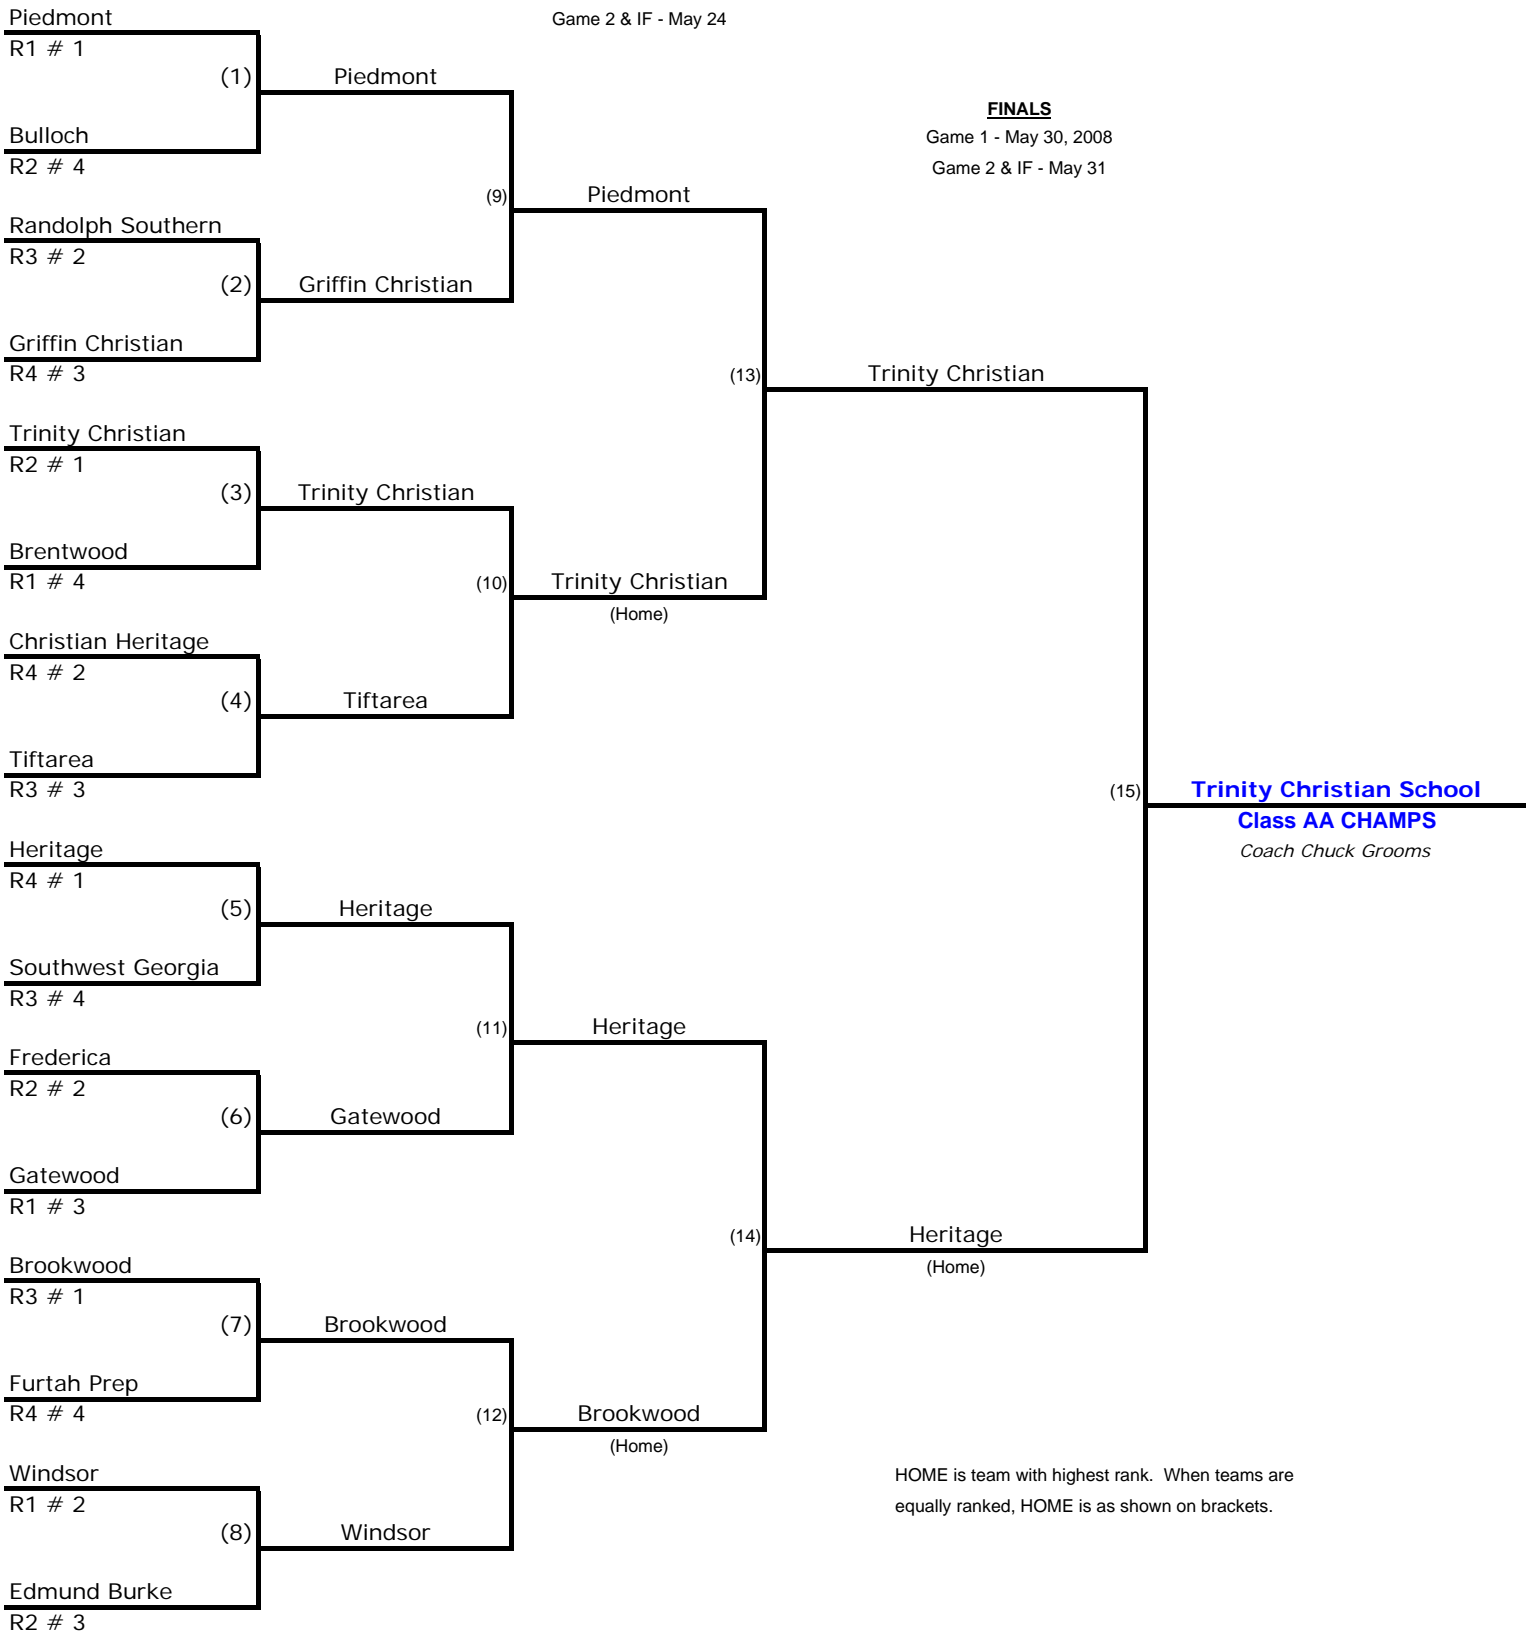 Piedmont
Game 2 & IF - May 24
R1 # 1
(1)
Piedmont
FINALS
Game 1 - May 30, 2008
Game 2 & IF - May 31
Bulloch
R2 # 4
(9)
Piedmont
Randolph Southern
R3 # 2
(2)
Griffin Christian
Griffin Christian
R4 # 3
(13)
Trinity Christian
Trinity Christian
R2 # 1
(3)
Trinity Christian
Brentwood
R1 # 4
(10)
Trinity Christian
(Home)
Christian Heritage
R4 # 2
(4)
Tiftarea
Tiftarea
R3 # 3
(15)
Trinity Christian School
Class AA CHAMPS
Coach Chuck Grooms
Heritage
R4 # 1
(5)
Heritage
Southwest Georgia
R3 # 4
(11)
Heritage
Frederica
R2 # 2
(6)
Gatewood
Gatewood
R1 # 3
(14)
Heritage
(Home)
Brookwood
R3 # 1
(7)
Brookwood
Furtah Prep
R4 # 4
(12)
Brookwood
(Home)
Windsor
R1 # 2
HOME is team with highest rank. When teams are
equally ranked, HOME is as shown on brackets.
(8)
Windsor
Edmund Burke
R2 # 3